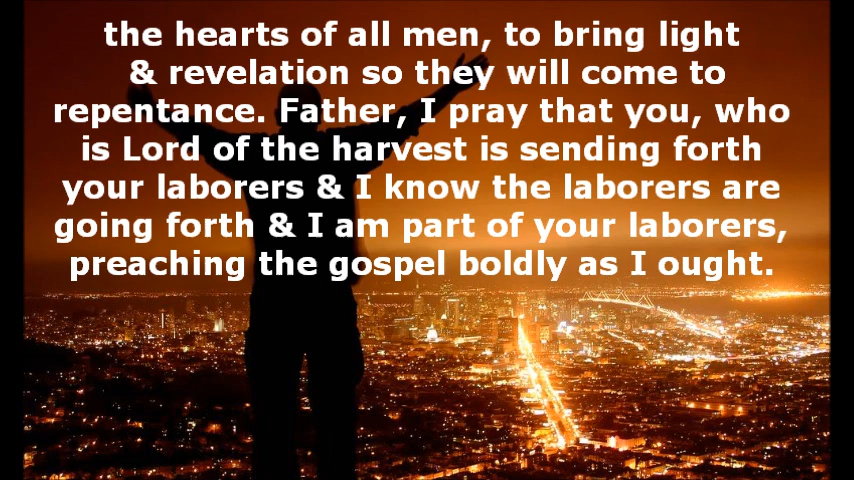 the hearts of all men, to bring light
& revelation so they will come to
repentance. Father, I pray that you, who
is Lord of the harvest is sending forth
your laborers & I know the laborers are
going forth & I am part of your laborers,
preaching the gospel boldly as I ought.